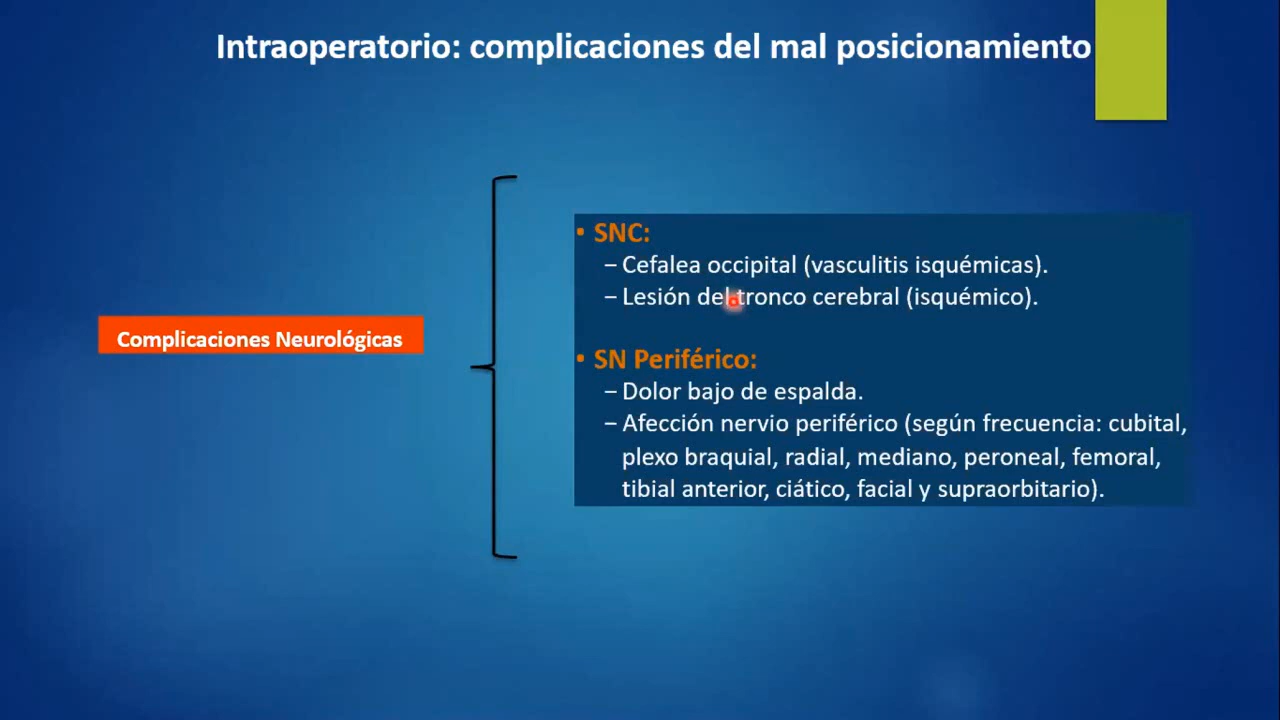 Intraoperatorio: complicaciones del mal posicionamiento
Complicaciones Neurológicas
• SNC:
– Cefalea occipital (vasculitis isquémicas).
– Lesión del tronco cerebral (isquémico).
• SN Periférico:
– Dolor bajo de espalda.
– Afección nervio periférico (según frecuencia: cubital,
plexo braquial, radial, mediano, peroneal, femoral,
tibial anterior, ciático, facial y supraorbitario).